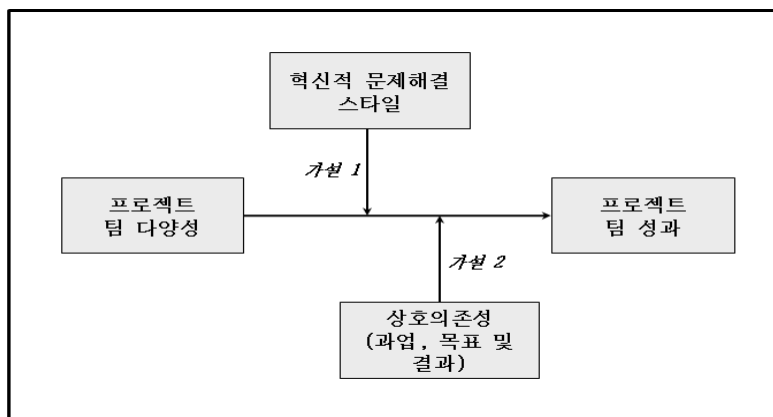 혁신적 문제해결
스타일
가설 1
프로젝트
팀 다양성
프로젝트
팀 성과
가설 2
상호의존성
(과업, 목표 및
결과)